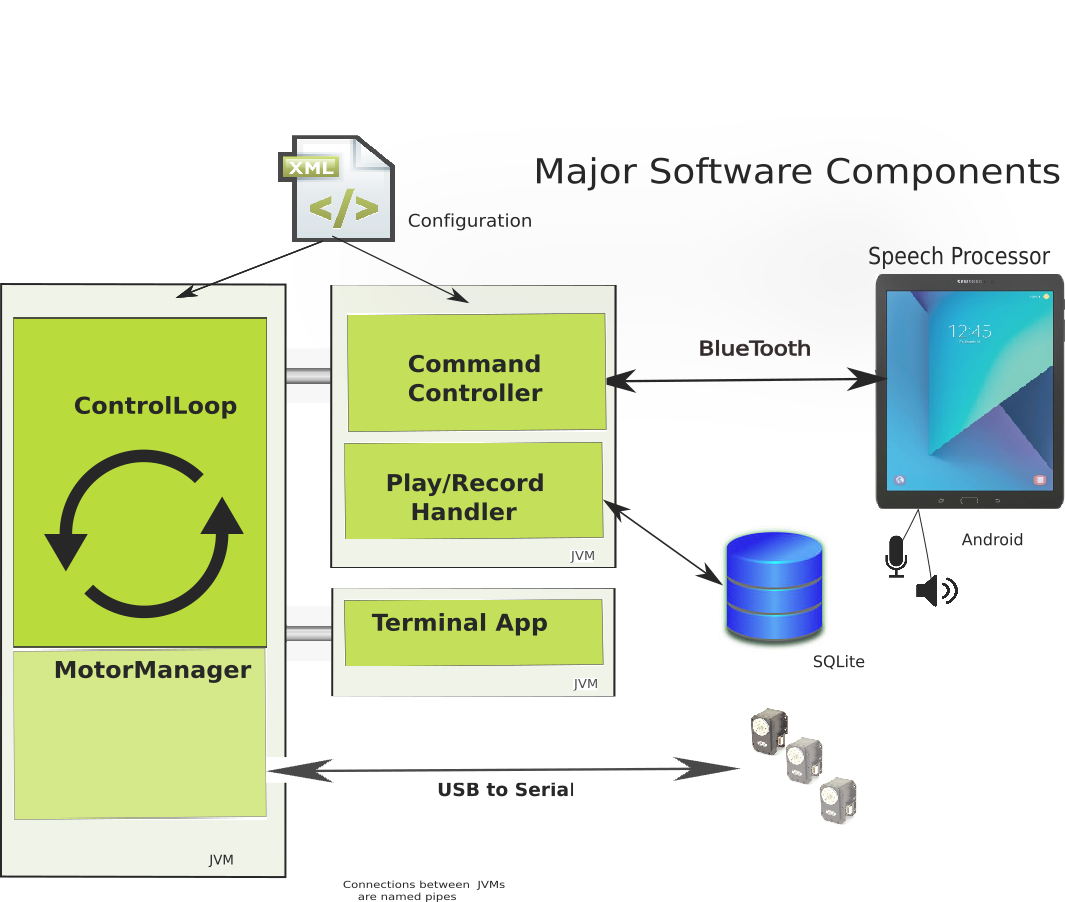 Major Software Components
XML
</>
Configuration
Speech Processor
SAMSUNG
12:45
ControlLoop
Command
Controller
BlueTooth
Play/Record
Handler
JVM
Android
Terminal App
JVM
SQLite
MotorManager
USB to Serial
JVM
Connections between JVMs
are named pipes